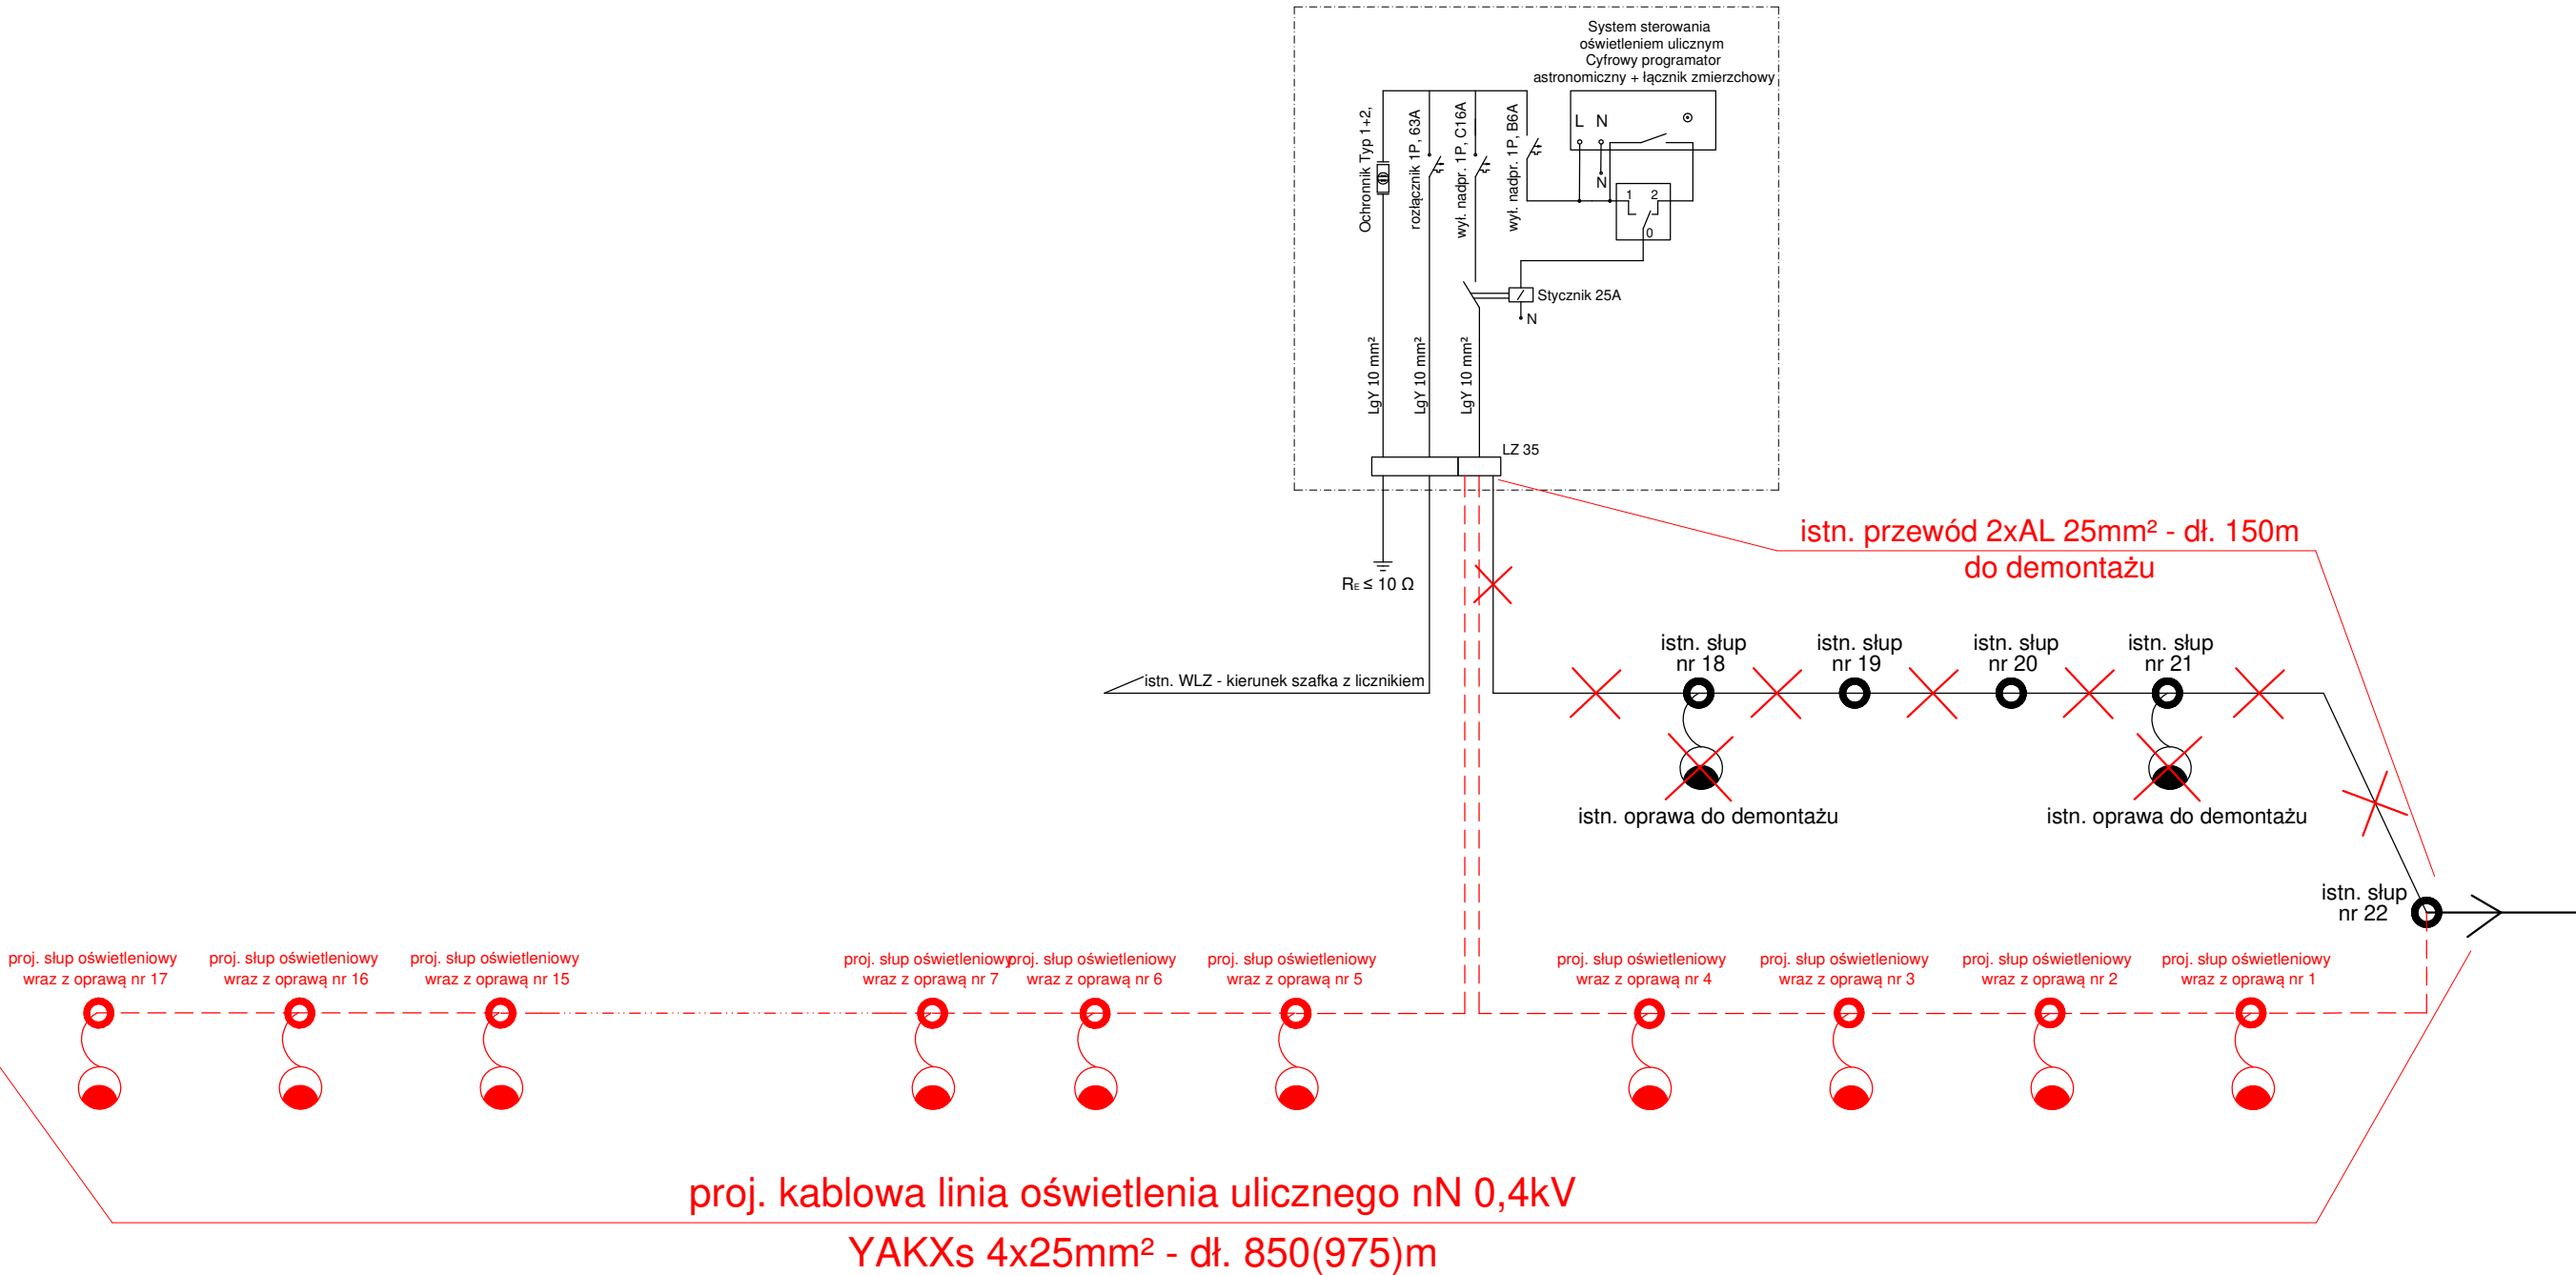 System sterowania
oświetleniem ulicznym
Cyfrowy programator
astronomiczny + łącznik zmierzchowy
Ochronnik Typ 1+2,
rozłącznik 1P, 63A
wył. nadpr. 1P, C16A
wył. nadpr. 1P, B6A
L N
N
1 2
0
Stycznik 25A
N
LgY 10 mm²
LgY 10 mm²
LgY 10 mm²
LZ 35
RE ≤ 10 Ω
istn. przewód 2xAL 25mm² - dł. 150m
do demontażu
istn. WLZ - kierunek szafka z licznikiem
istn. słup
nr 18
istn. słup
nr 19
istn. słup
nr 20
istn. słup
nr 21
istn. oprawa do demontażu
istn. oprawa do demontażu
istn. słup
nr 22
proj. słup oświetleniowy
wraz z oprawą nr 17
proj. słup oświetleniowy
wraz z oprawą nr 16
proj. słup oświetleniowy
wraz z oprawą nr 15
proj. słup oświetleniowy
wraz z oprawą nr 7
proj. słup oświetleniowy
wraz z oprawą nr 6
proj. słup oświetleniowy
wraz z oprawą nr 5
proj. słup oświetleniowy
wraz z oprawą nr 4
proj. słup oświetleniowy
wraz z oprawą nr 3
proj. słup oświetleniowy
wraz z oprawą nr 2
proj. słup oświetleniowy
wraz z oprawą nr 1
proj. kablowa linia oświetlenia ulicznego nN 0,4kV
YAKXs 4x25mm² - dł. 850(975)m